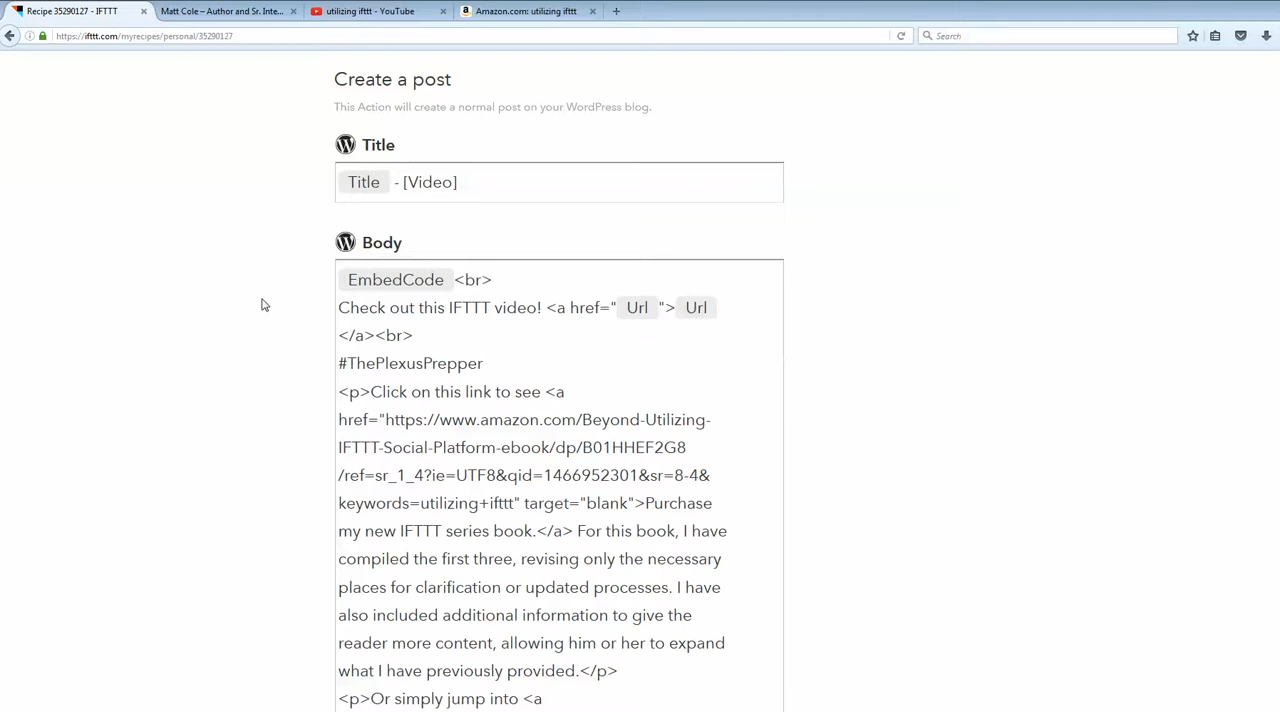 Recipe 35290127 - IFTTT
Matt Cole – Author and Sr. Inte...
utilizing ifttt - YouTube
Amazon.com: utilizing ifttt
https://ifttt.com/myrecipes/personal/35290127
Search
Create a post
This Action will create a normal post on your WordPress blog.
Title
Title - [Video]
Body
EmbedCode <br>
Check out this IFTTT video! <a href=" Url "> Url
</a><br>
#ThePlexusPrepper
<p>Click on this link to see <a
href="https://www.amazon.com/Beyond-Utilizing-
IFTTT-Social-Platform-ebook/dp/B01HHEF2G8
/ref=sr_1_4?ie=UTF8&qid=1466952301&sr=8-4&
keywords=utilizing+ifttt" target="blank">Purchase
my new IFTTT series book.</a> For this book, I have
compiled the first three, revising only the necessary
places for clarification or updated processes. I have
also included additional information to give the
reader more content, allowing him or her to expand
what I have previously provided.</p>
<p>Or simply jump into <a